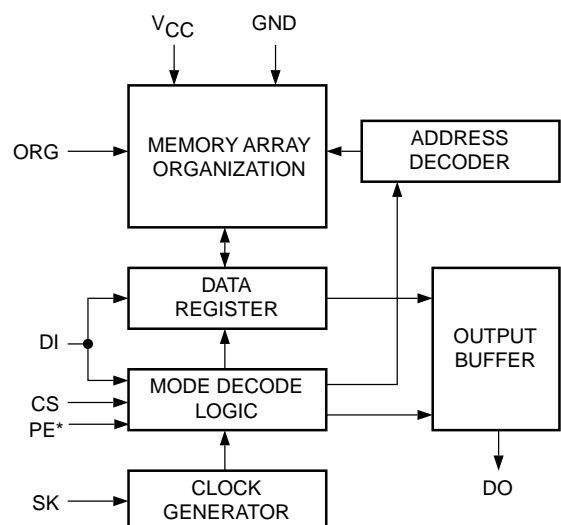 VCC
GND
ORG
MEMORY ARRAY
ORGANIZATION
ADDRESS
DECODER
DATA
REGISTER
DI
OUTPUT
BUFFER
MODE DECODE
LOGIC
CS
PE*
SK
CLOCK
GENERATOR
DO